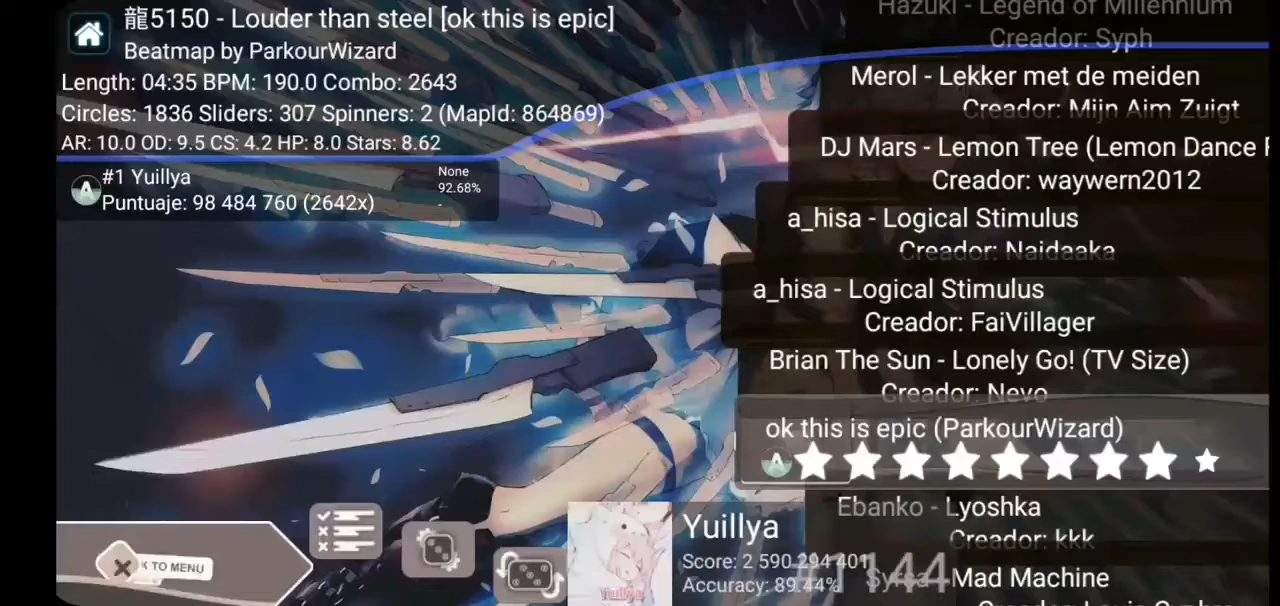 龍5150 - Louder than steel [ok this is epic]
Beatmap by ParkourWizard
Length: 04:35 BPM: 190.0 Combo: 2643
Circles: 1836 Sliders: 307 Spinners: 2 (MapId: 864869)
AR: 10.0 OD: 9.5 CS: 4.2 HP: 8.0 Stars: 8.62
A
#1 Yuillya
Puntuaje: 98 484 760 (2642x)
None
92.68%
-
Hazuki - Legend of Millennium
Creador: Syph
Merol - Lekker met de meiden
Creador: Mijn Aim Zuigt
DJ Mars - Lemon Tree (Lemon Dance
Creador: waywern2012
a_hisa - Logical Stimulus
Creador: Naidaaka
a_hisa - Logical Stimulus
Creador: FaiVillager
Brian The Sun - Lonely Go! (TV Size)
Creador: Nevo
ok this is epic (ParkourWizard)
A
Ebanko - Lyoshka
Creador: kkk
Mad Machine
K TO MENU
Yuillya
Score: 2 590 294 401
Accuracy: 89.44%
#1144